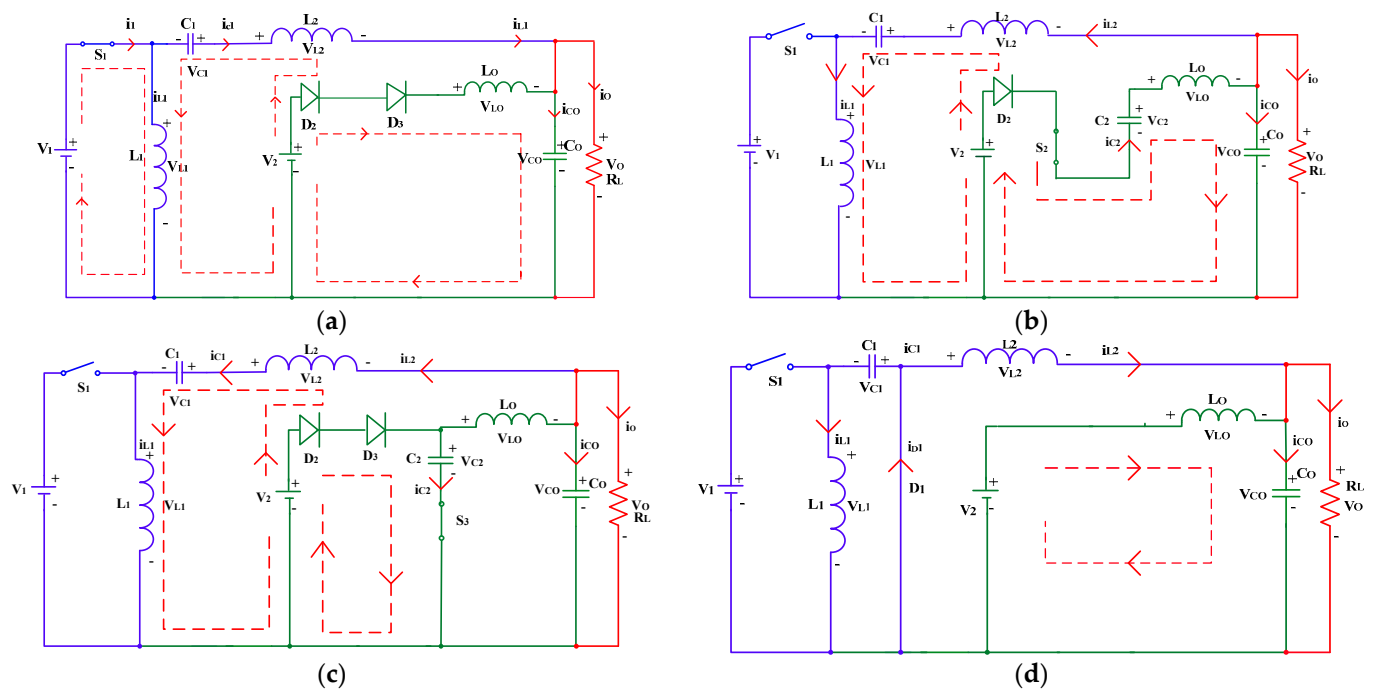 i1 C1 ic1 L2 iL1
- + + -
S1 VC1 VL2
iL1 + LO - iO
D2 D3 VLO iCO
V1 + L1 + VL1 V2 + + CO VO
- - - VCO - RL
(a)
S1 C1 L2 iL2
- + + -
VC1 VL2
iL1 D2 + LO - iO
VLO
C2 + VC2 iCO
V1 + L1 + VL1 V2 + S2 iC2 - VCO + CO + VO
- - - - RL
(b)
C1 iC1 L2 iL2
- + + -
S1 VC1 VL2
+ LO - iO
iL1 D2 D3 VLO iCO
C2 + VC2
V1 + L1 + VL1 V2 + iC2 - VCO + CO + VO
- - - S3 - RL
(c)
C1 iC1 L2 iL2
- + + -
S1 VC1 VL2
+ LO - iO
iL1 iD1 VLO iCO
V1 + L1 + VL1 D1 V2 + VCO + CO + RL
- - - - VO
(d)